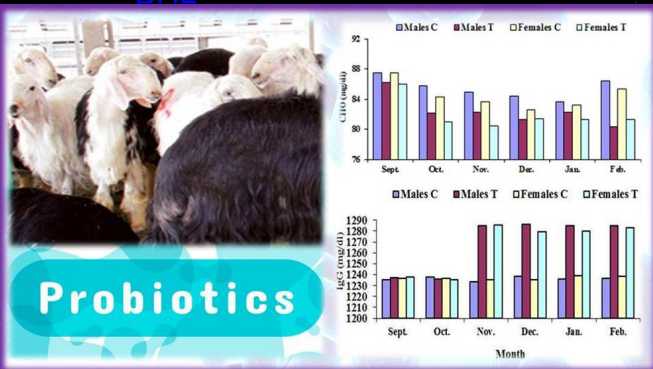 Males C Males T Females C Females T
92
88
84
80
76
CHO (mg/dl)
Sept. Oct. Nov. Dec. Jan. Feb.
Males C Males T Females C Females T
1290
1280
1270
1260
1250
1240
1230
1220
1210
1200
IgG (mg/dl)
Sept. Oct. Nov. Dec. Jan. Feb.
Month
Probiotics